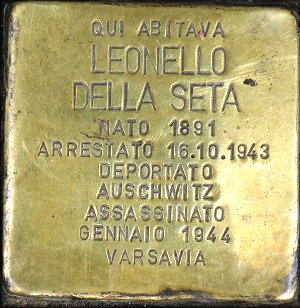 QUI ABITAVA
LEONELLO
DELLA SETA
NATO 1891
ARRESTATO 16.10.1943
DEPORTATO
AUSCHWITZ
ASSASSINATO
GENNAIO 1944
VARSAVIA